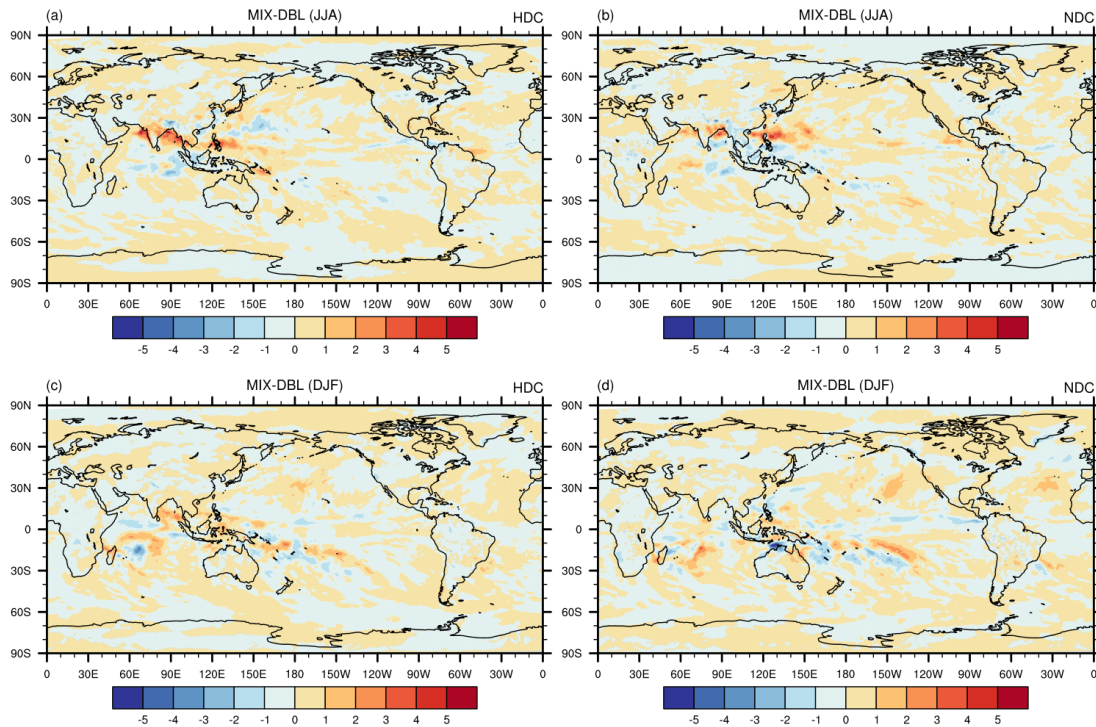 (a) MIX-DBL (JJA) HDC
90N
60N
30N
0
30S
60S
90S
0 30E 60E 90E 120E 150E 180 150W 120W 90W 60W 30W 0
-5 -4 -3 -2 -1 0 1 2 3 4 5
(b) MIX-DBL (JJA) NDC
90N
60N
30N
0
30S
60S
90S
0 30E 60E 90E 120E 150E 180 150W 120W 90W 60W 30W 0
-5 -4 -3 -2 -1 0 1 2 3 4 5
(c) MIX-DBL (DJF) HDC
90N
60N
30N
0
30S
60S
90S
0 30E 60E 90E 120E 150E 180 150W 120W 90W 60W 30W 0
-5 -4 -3 -2 -1 0 1 2 3 4 5
(d) MIX-DBL (DJF) NDC
90N
60N
30N
0
30S
60S
90S
0 30E 60E 90E 120E 150E 180 150W 120W 90W 60W 30W 0
-5 -4 -3 -2 -1 0 1 2 3 4 5